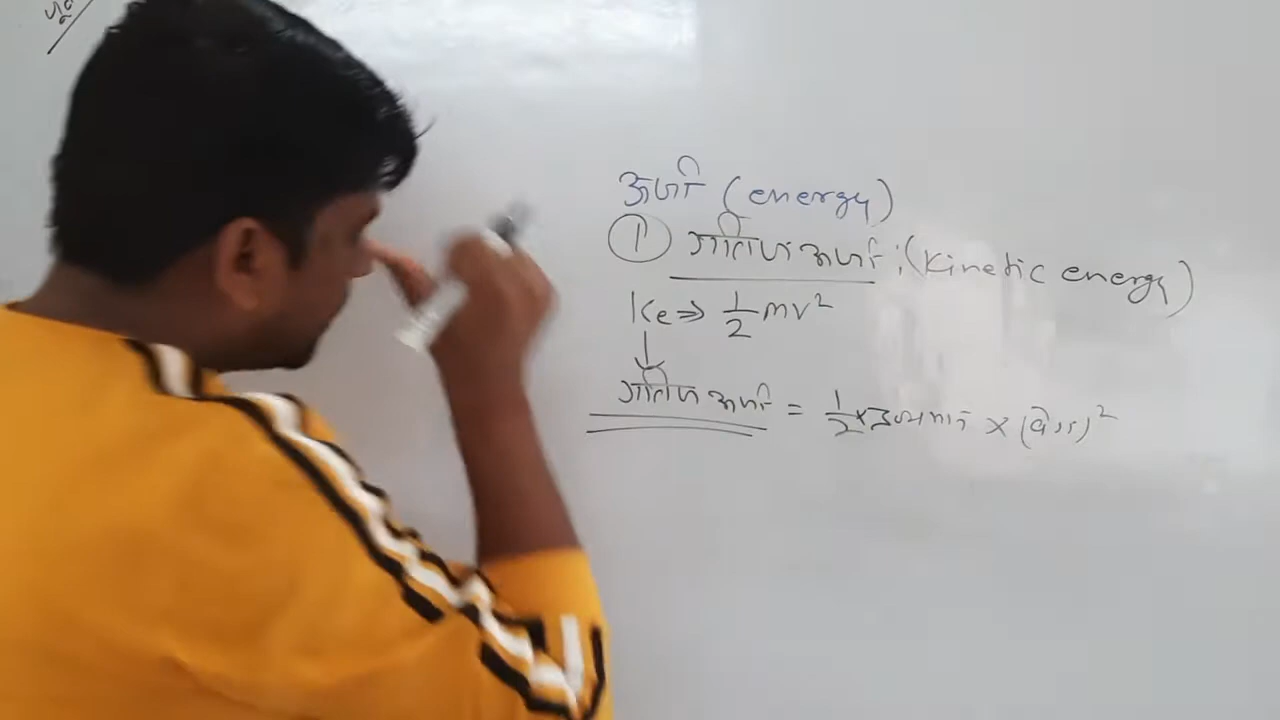 ऊर्जा (energy)
① गतिज ऊर्जा :(kinetic energy)
Ke ⇒ 1/2 mv²
↓
गतिज ऊर्जा = 1/2 × द्रव्यमान × (वेग)²